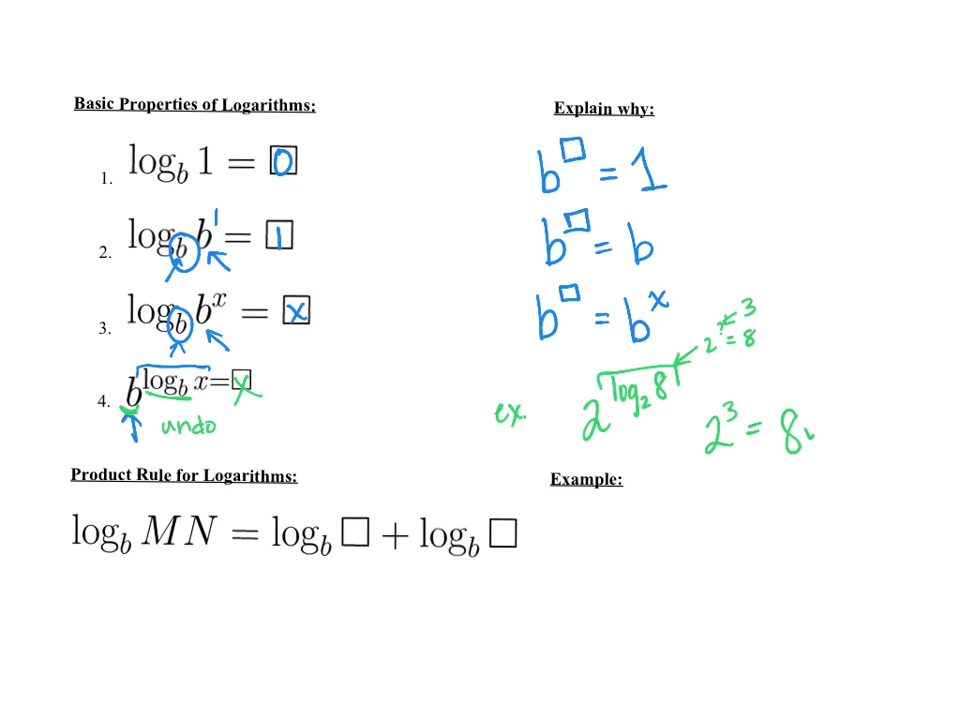 Basic Properties of Logarithms:
Explain why:
1. log_b 1 = 0
b^□ = 1
2. log_b b^1 = 1
b^□ = b
3. log_b b^x = x
b^□ = b^x
? 3
2 = 8
4. b^log_b x = x
undo
ex. 2^log_2 8
2^3 = 8
Product Rule for Logarithms:
Example:
log_b MN = log_b □ + log_b □